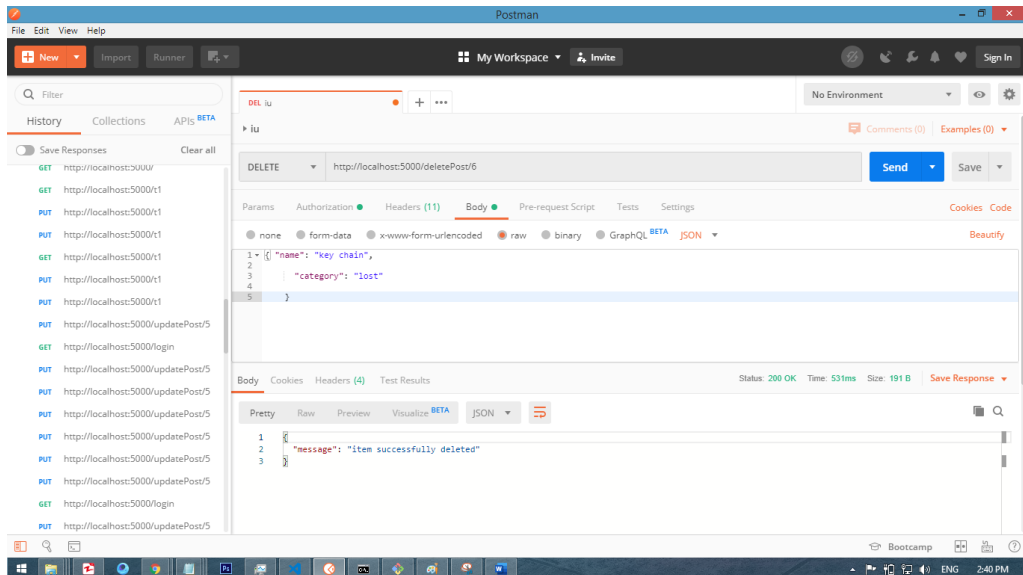 Postman
File Edit View Help
New Import Runner My Workspace Invite Sign In
Filter
History Collections APIs BETA
Save Responses Clear all
GET http://localhost:5000/
GET http://localhost:5000/t1
PUT http://localhost:5000/t1
PUT http://localhost:5000/t1
GET http://localhost:5000/t1
PUT http://localhost:5000/t1
PUT http://localhost:5000/t1
PUT http://localhost:5000/updatePost/5
GET http://localhost:5000/login
PUT http://localhost:5000/updatePost/5
PUT http://localhost:5000/updatePost/5
PUT http://localhost:5000/updatePost/5
PUT http://localhost:5000/updatePost/5
PUT http://localhost:5000/updatePost/5
PUT http://localhost:5000/updatePost/5
GET http://localhost:5000/login
PUT http://localhost:5000/updatePost/5
DEL iu
No Environment
iu
Comments (0) Examples (0)
DELETE http://localhost:5000/deletePost/6 Send Save
Params Authorization Headers (11) Body Pre-request Script Tests Settings Cookies Code
none form-data x-www-form-urlencoded raw binary GraphQL BETA JSON Beautify
1 { "name": "key chain",
2
3 "category": "lost"
4
5 }
Body Cookies Headers (4) Test Results Status: 200 OK Time: 531ms Size: 191 B Save Response
Pretty Raw Preview Visualize BETA JSON
1 {
2 "message": "item successfully deleted"
3 }
Bootcamp
ENG 2:40 PM